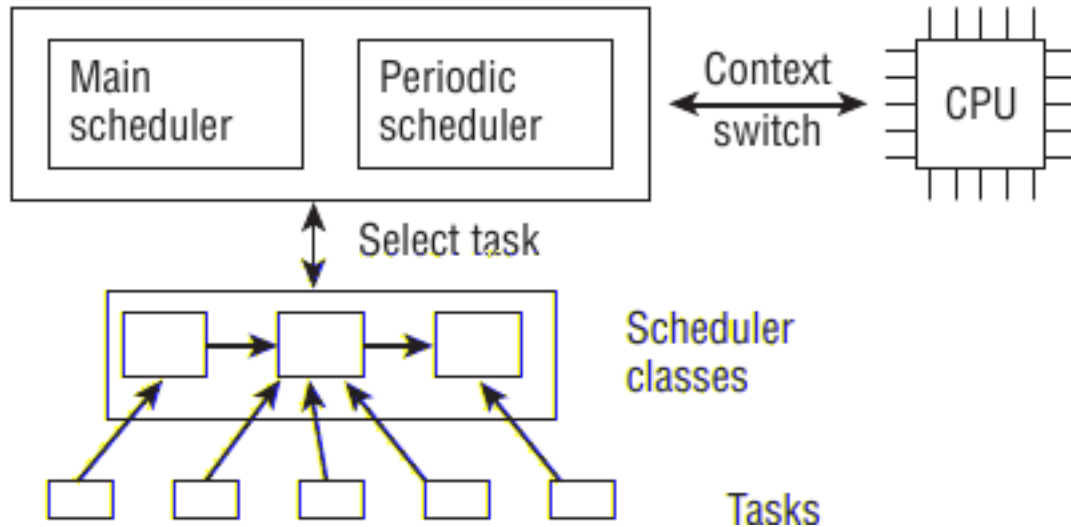 Main
scheduler
Periodic
scheduler
Context
switch
CPU
Select task
Scheduler
classes
Tasks